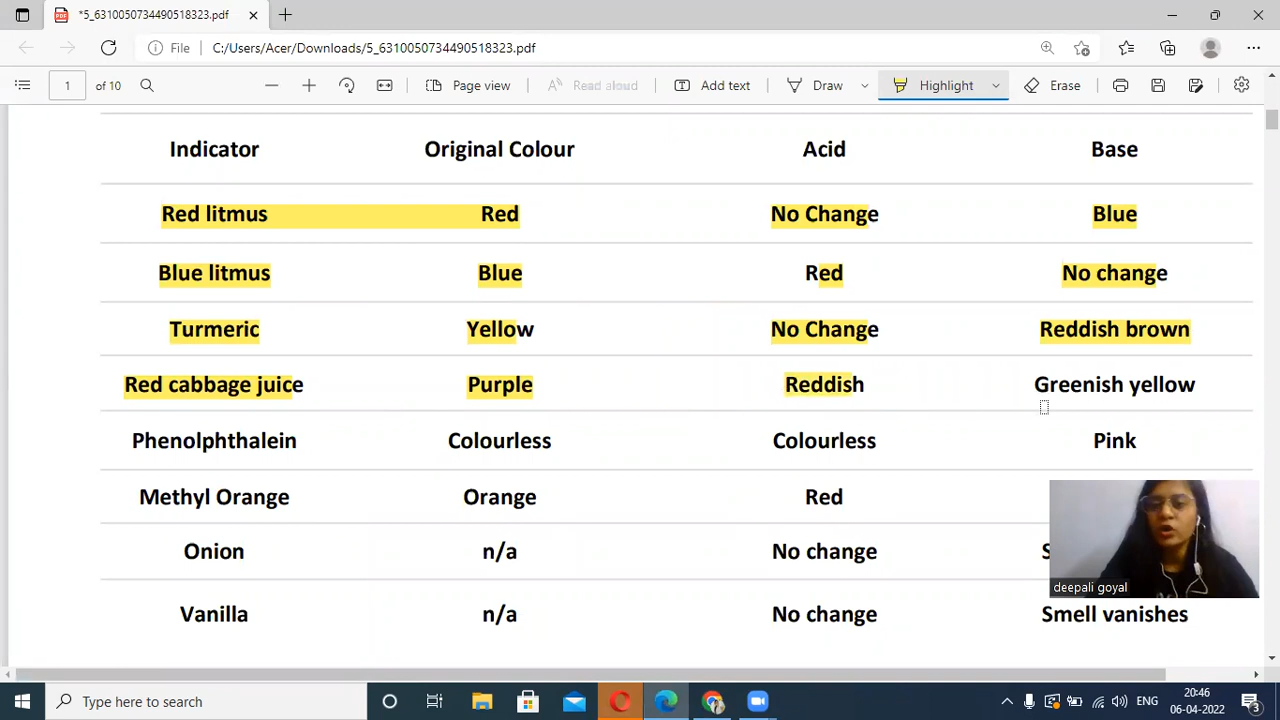 *5_6310050734490518323.pdf
File C:/Users/Acer/Downloads/5_6310050734490518323.pdf
1 of 10 Page view Read aloud Add text Draw Highlight Erase
Indicator Original Colour Acid Base
Red litmus Red No Change Blue
Blue litmus Blue Red No change
Turmeric Yellow No Change Reddish brown
Red cabbage juice Purple Reddish Greenish yellow
Phenolphthalein Colourless Colourless Pink
Methyl Orange Orange Red
Onion n/a No change S
deepali goyal
Vanilla n/a No change Smell vanishes
Type here to search
ENG
20:46
06-04-2022
3